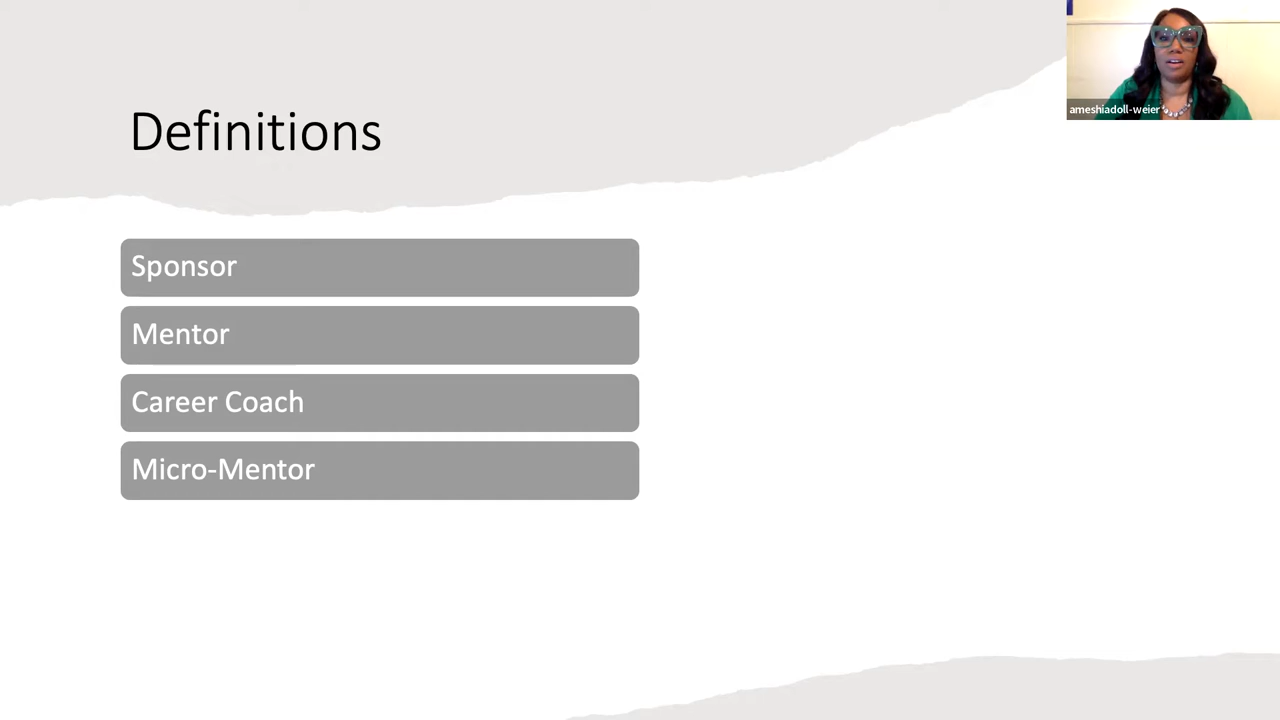 Definitions
Sponsor
Mentor
Career Coach
Micro-Mentor
ameshiadoll-weier